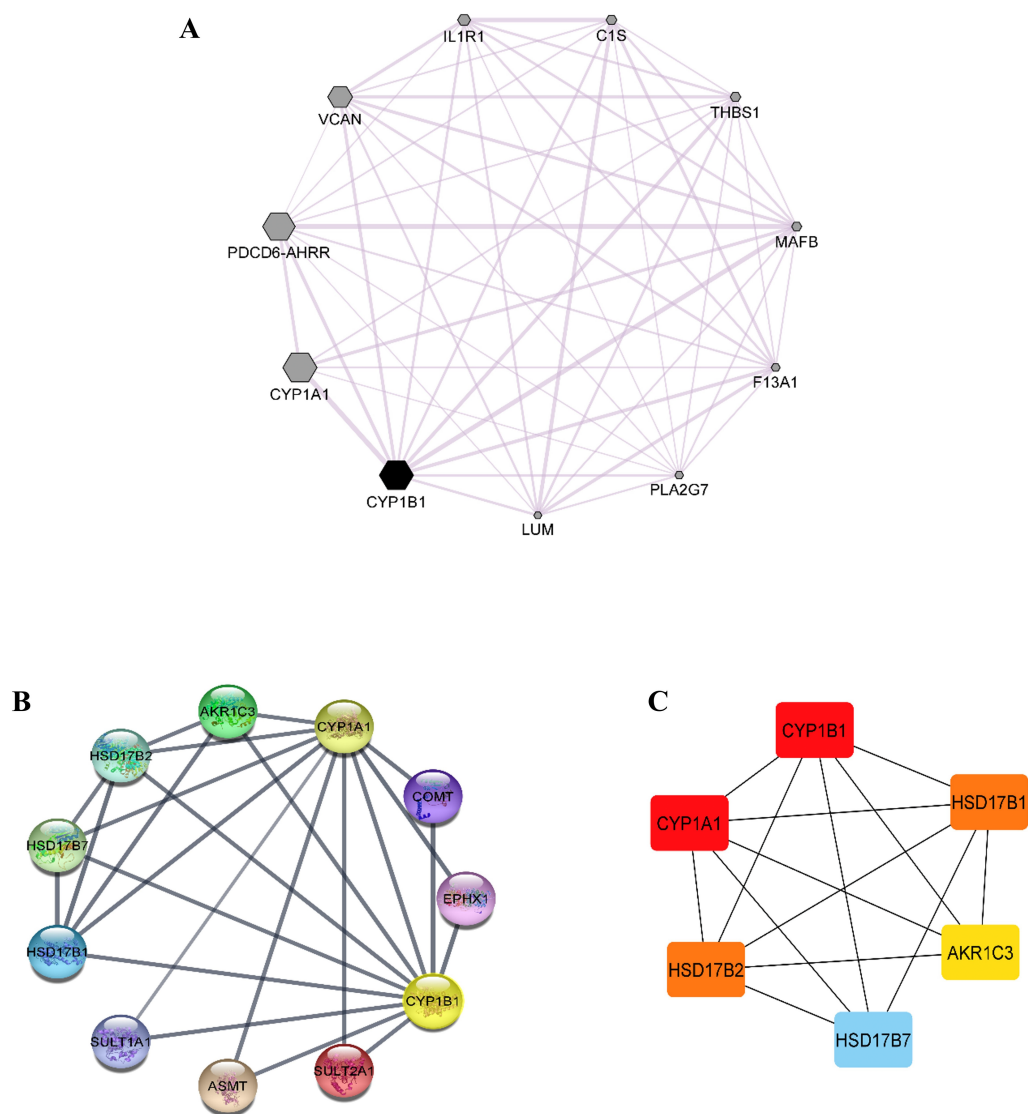 A
IL1R1
C1S
VCAN
THBS1
PDCD6-AHRR
MAFB
CYP1A1
F13A1
CYP1B1
PLA2G7
LUM
B
AKR1C3
CYP1A1
HSD17B2
COMT
HSD17B7
EPHX1
HSD17B1
CYP1B1
SULT1A1
SULT2A1
ASMT
C
CYP1B1
HSD17B1
CYP1A1
AKR1C3
HSD17B2
HSD17B7